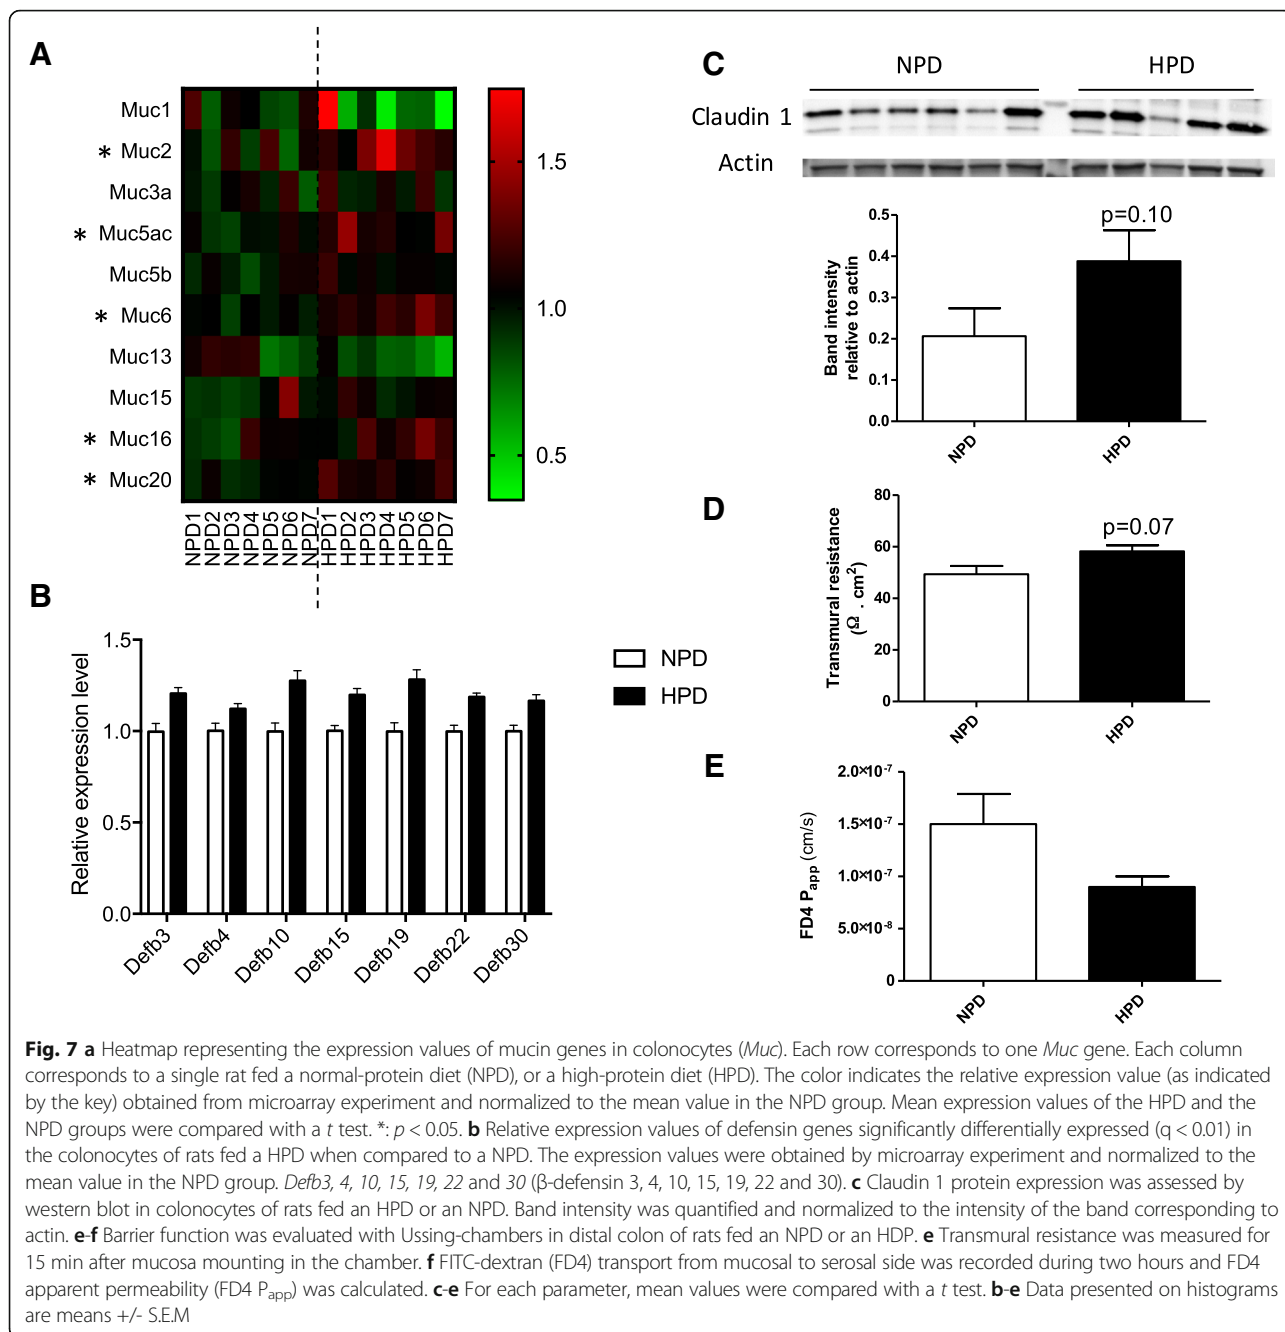 A
Muc1
* Muc2
Muc3a
* Muc5ac
Muc5b
* Muc6
Muc13
Muc15
* Muc16
* Muc20
NPD1
NPD2
NPD3
NPD4
NPD5
NPD6
NPD7
HPD1
HPD2
HPD3
HPD4
HPD5
HPD6
HPD7
1.5
1.0
0.5
B
Relative expression level
1.5
1.0
0.5
0.0
Defb3
Defb4
Defb10
Defb15
Defb19
Defb22
Defb30
NPD
HPD
C
NPD HPD
Claudin 1
Actin
Band intensity
relative to actin
0.5
0.4
0.3
0.2
0.1
0.0
p=0.10
NPD
HPD
D
Transmural resistance
(Ω . cm²)
80
60
40
20
0
p=0.07
NPD
HPD
E
FD4 Papp (cm/s)
2.0×10⁻⁷
1.5×10⁻⁷
1.0×10⁻⁷
5.0×10⁻⁸
0
NPD
HPD
Fig. 7 a Heatmap representing the expression values of mucin genes in colonocytes (Muc). Each row corresponds to one Muc gene. Each column
corresponds to a single rat fed a normal-protein diet (NPD), or a high-protein diet (HPD). The color indicates the relative expression value (as indicated
by the key) obtained from microarray experiment and normalized to the mean value in the NPD group. Mean expression values of the HPD and the
NPD groups were compared with a t test. *: p < 0.05. b Relative expression values of defensin genes significantly differentially expressed (q < 0.01) in
the colonocytes of rats fed a HPD when compared to a NPD. The expression values were obtained by microarray experiment and normalized to the
mean value in the NPD group. Defb3, 4, 10, 15, 19, 22 and 30 (β-defensin 3, 4, 10, 15, 19, 22 and 30). c Claudin 1 protein expression was assessed by
western blot in colonocytes of rats fed an HPD or an NPD. Band intensity was quantified and normalized to the intensity of the band corresponding to
actin. e-f Barrier function was evaluated with Ussing-chambers in distal colon of rats fed an NPD or an HDP. e Transmural resistance was measured for
15 min after mucosa mounting in the chamber. f FITC-dextran (FD4) transport from mucosal to serosal side was recorded during two hours and FD4
apparent permeability (FD4 Papp) was calculated. c-e For each parameter, mean values were compared with a t test. b-e Data presented on histograms
are means +/- S.E.M